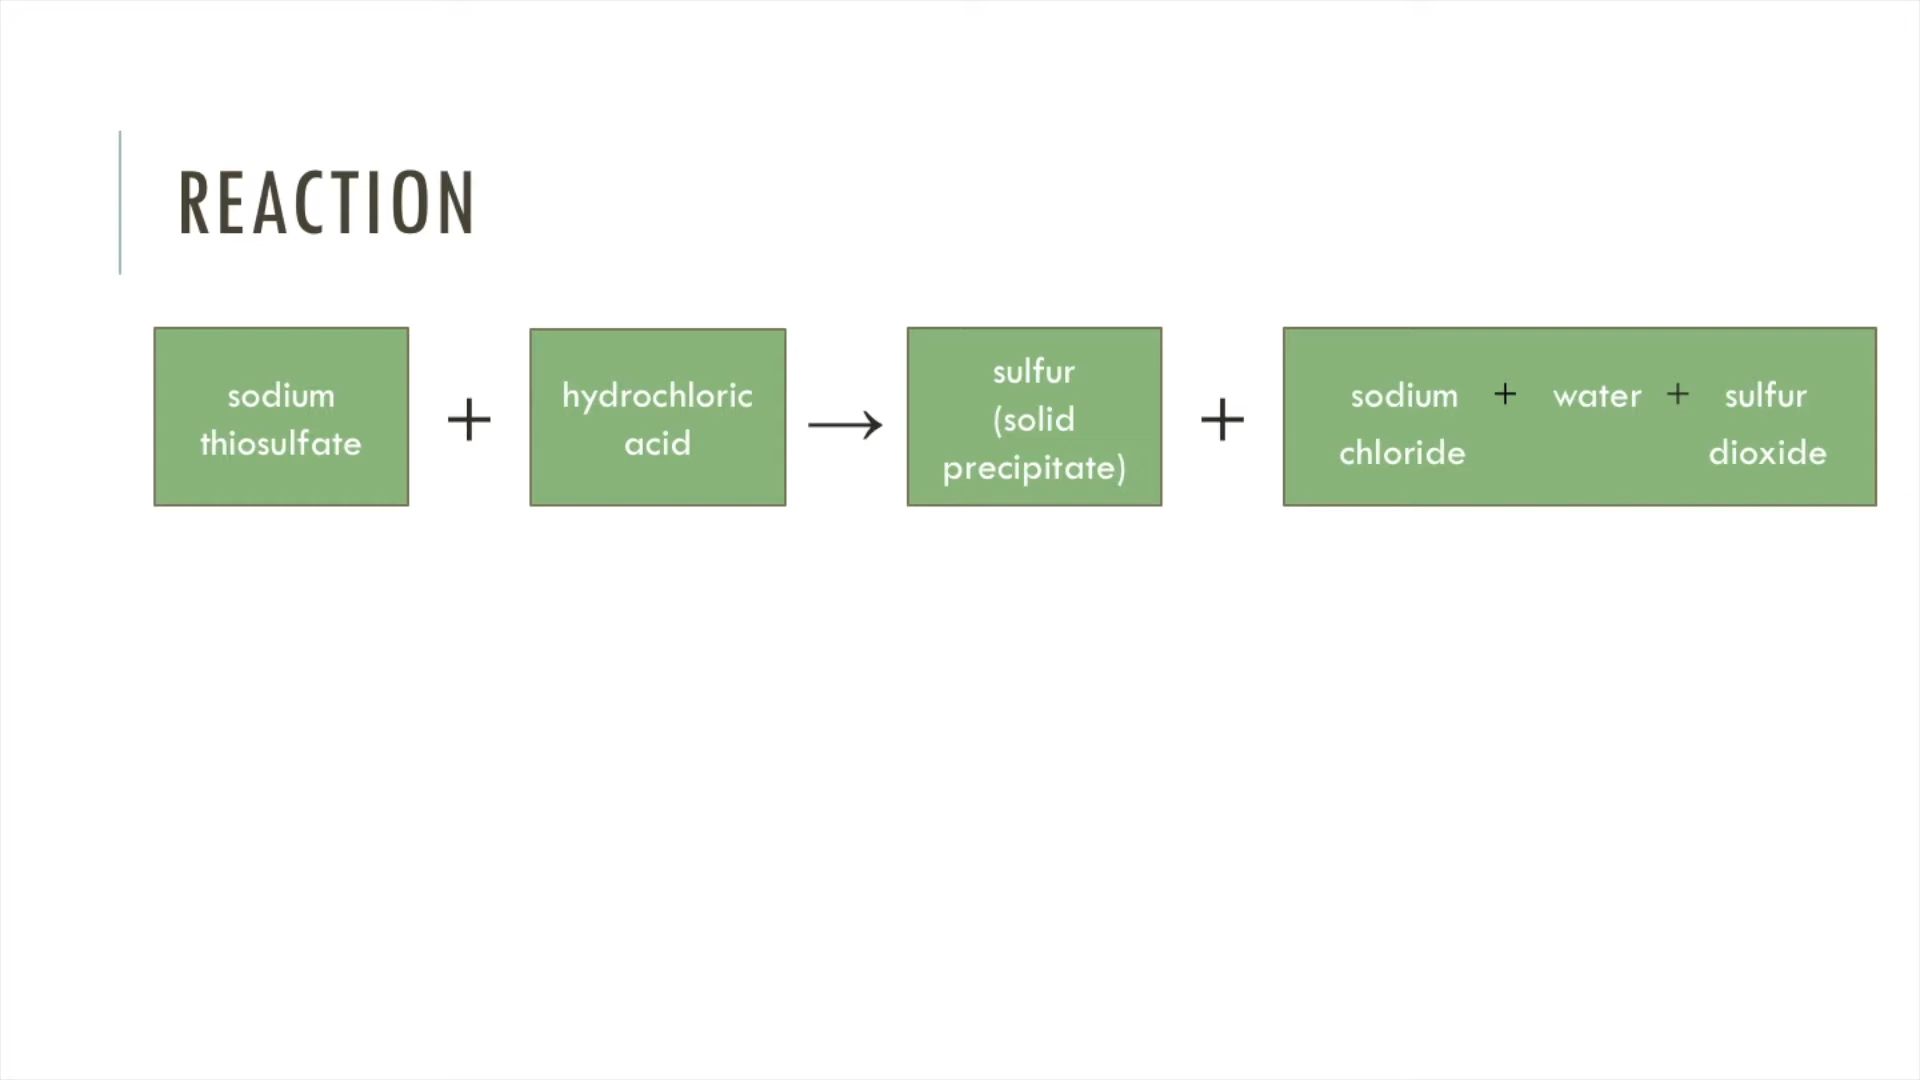 REACTION
sodium
thiosulfate
+
hydrochloric
acid
→
sulfur
(solid
precipitate)
+
sodium + water + sulfur
chloride dioxide